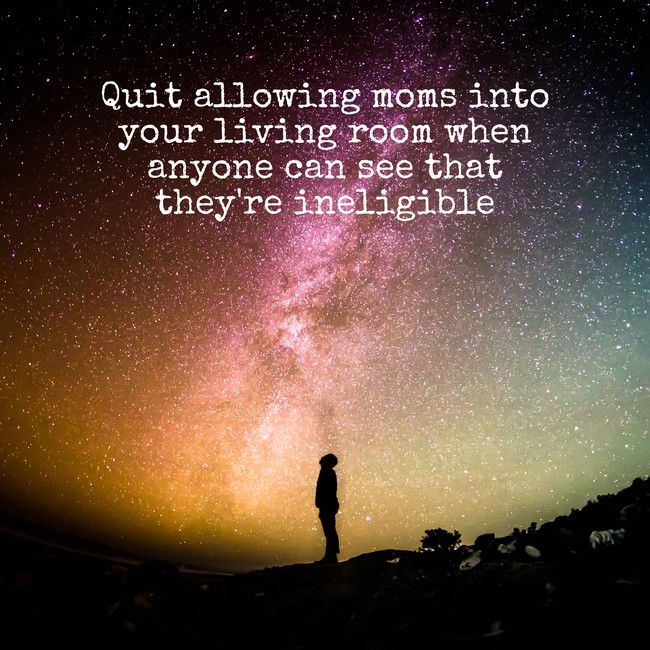 Quit allowing moms into
your living room when
anyone can see that
they're ineligible